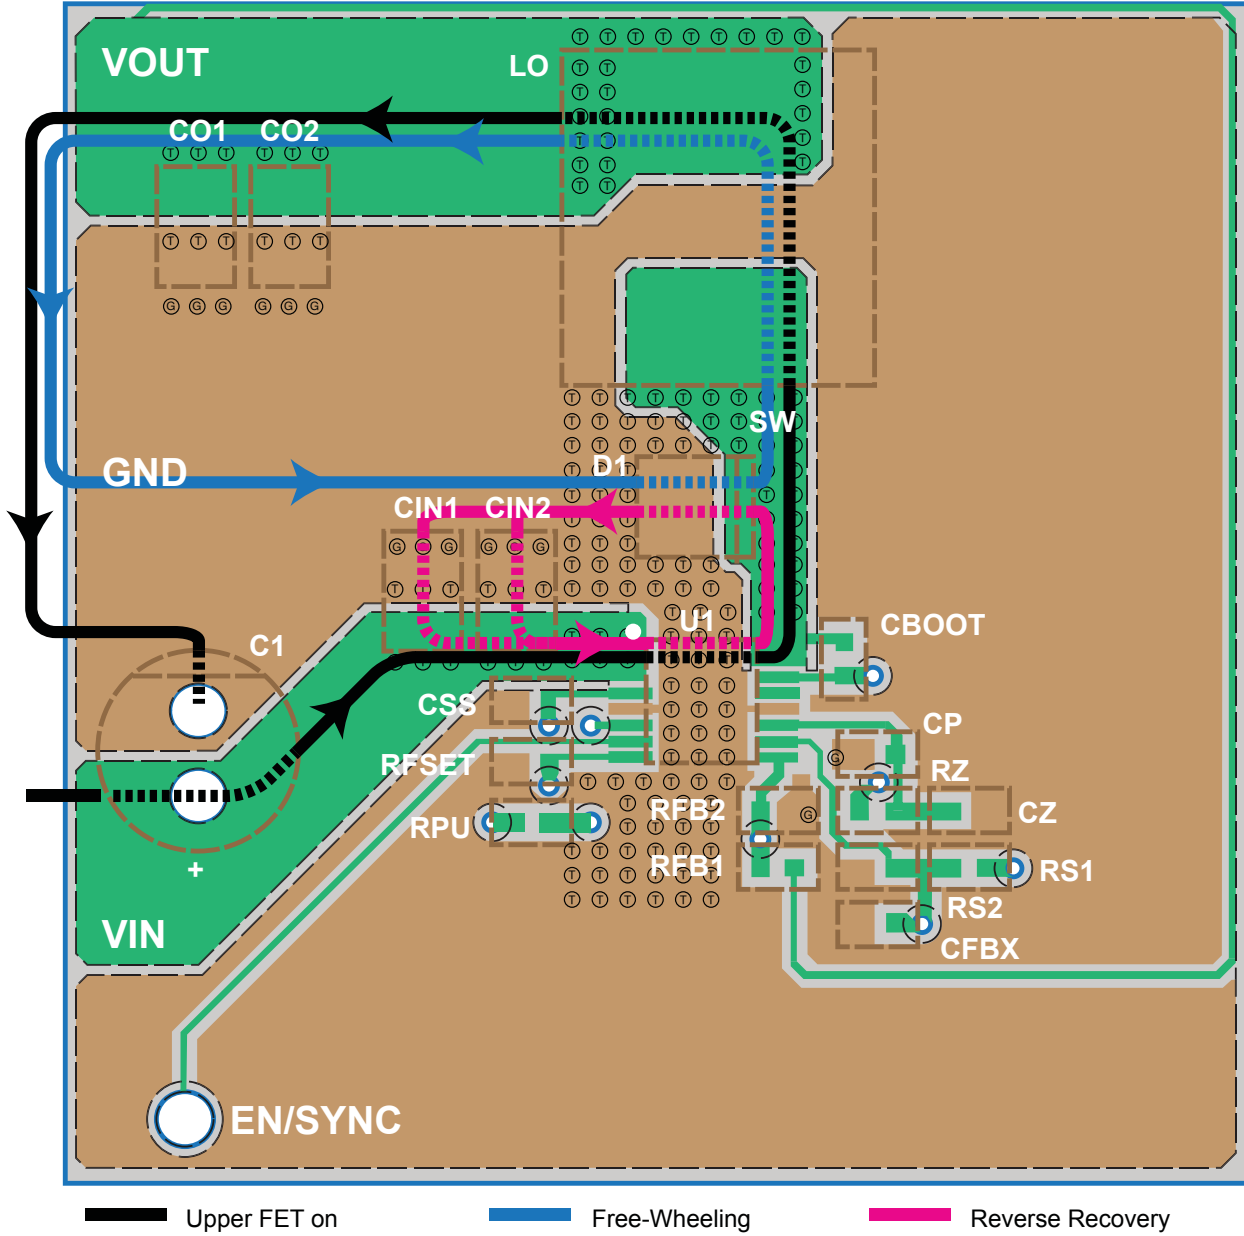 VOUT
LO
CO1 CO2
SW
GND
D1
CIN1 CIN2
U1
CBOOT
C1
CSS
CP
RFSET
RZ
RPU
RFB2
CZ
+
RFB1
RS1
RS2
VIN
CFBX
EN/SYNC
Upper FET on
Free-Wheeling
Reverse Recovery